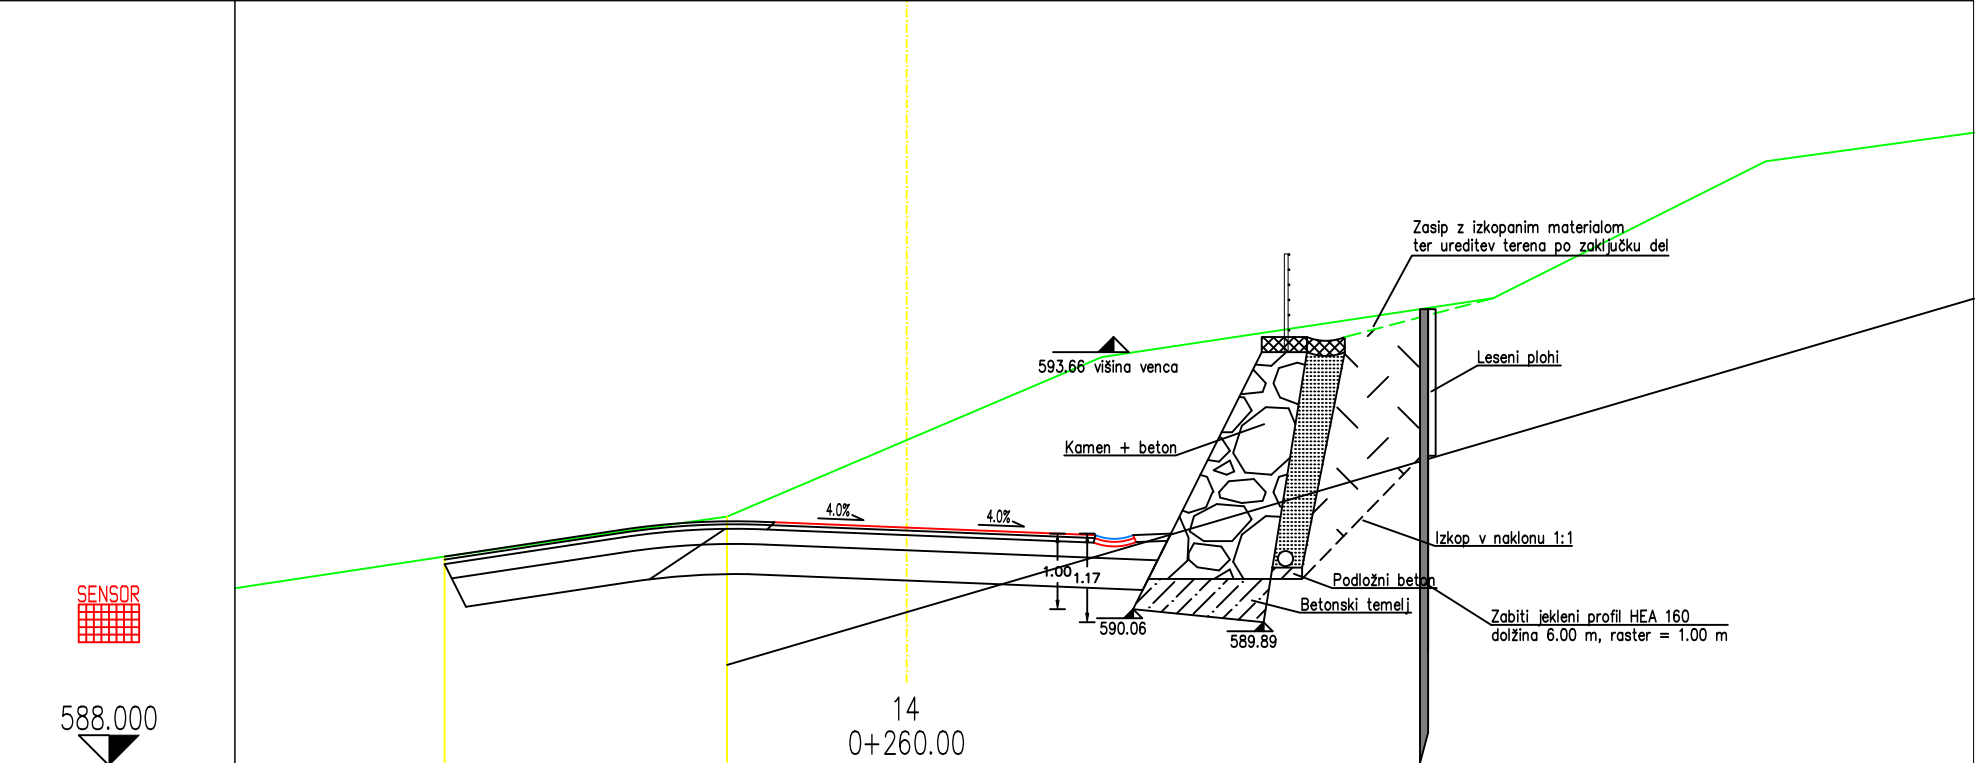 Zasip z izkopanim materialom
ter ureditev terena po zaključku del
593.66 višina venca
Leseni plohi
Kamen + beton
4.0%
4.0%
Izkop v naklonu 1:1
1.00
1.17
Podložni beton
SENSOR
Betonski temelj
Zabiti jekleni profil HEA 160
dolžina 6.00 m, raster = 1.00 m
590.06
589.89
588.000
14
0+260.00